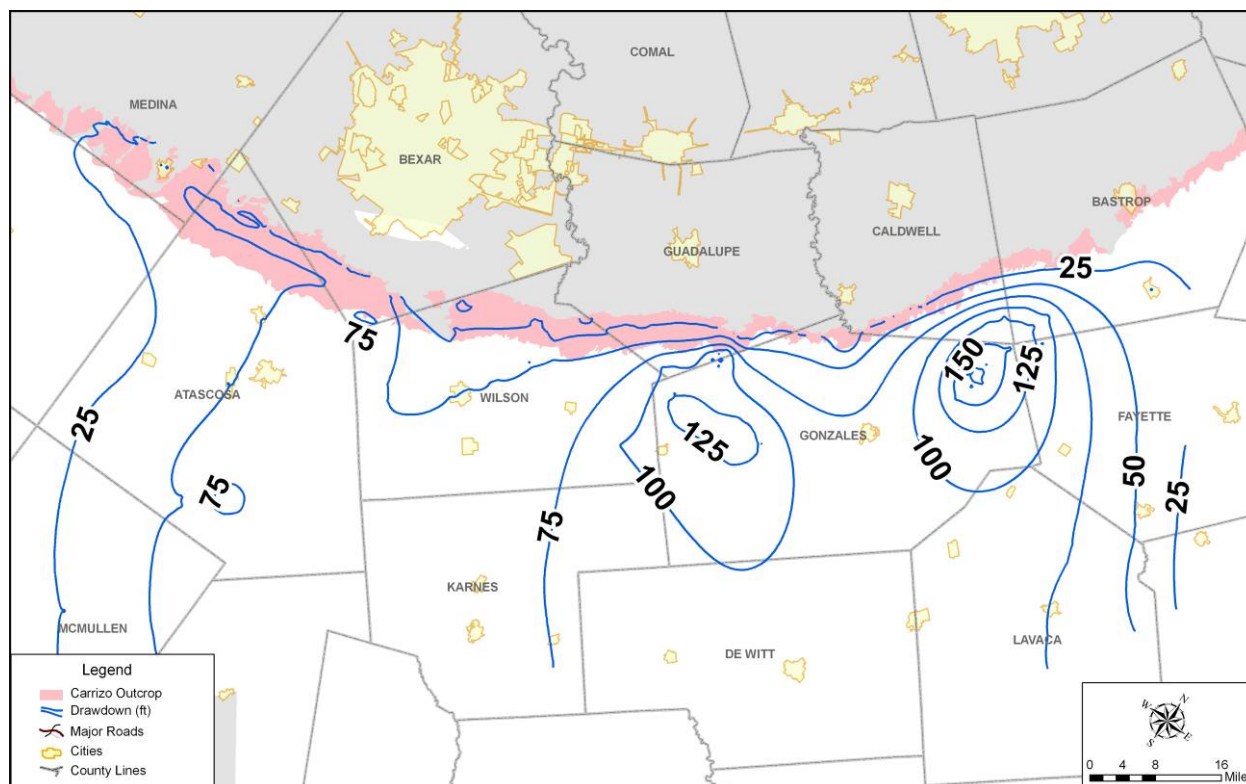 COMAL
MEDINA
BEXAR
BASTROP
CALDWELL
GUADALUPE
25
75
150
125
ATASCOSA
WILSON
25
FAYETTE
125
GONZALES
100
50
75
100
25
75
KARNES
MCMULLEN
LAVACA
DE WITT
Legend
Carrizo Outcrop
Drawdown (ft)
Major Roads
Cities
County Lines
N
W
E
S
0 4 8 16
Mile